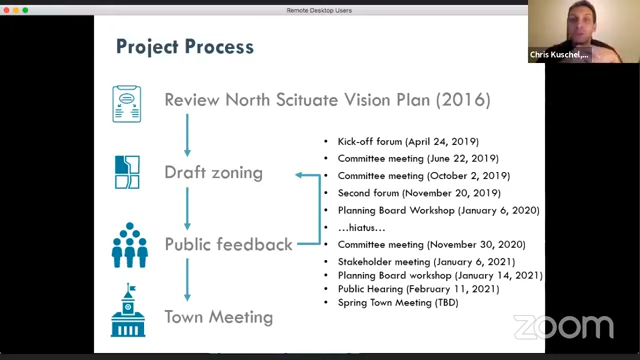 Remote Desktop Users
Project Process
Chris Kuschel,...
Review North Scituate Vision Plan (2016)
Draft zoning
Public feedback
Town Meeting
• Kick-off forum (April 24, 2019)
• Committee meeting (June 22, 2019)
• Committee meeting (October 2, 2019)
• Second forum (November 20, 2019)
• Planning Board Workshop (January 6, 2020)
• ...hiatus...
• Committee meeting (November 30, 2020)
• Stakeholder meeting (January 6, 2021)
• Planning Board workshop (January 14, 2021)
• Public Hearing (February 11, 2021)
• Spring Town Meeting (TBD)
zoom